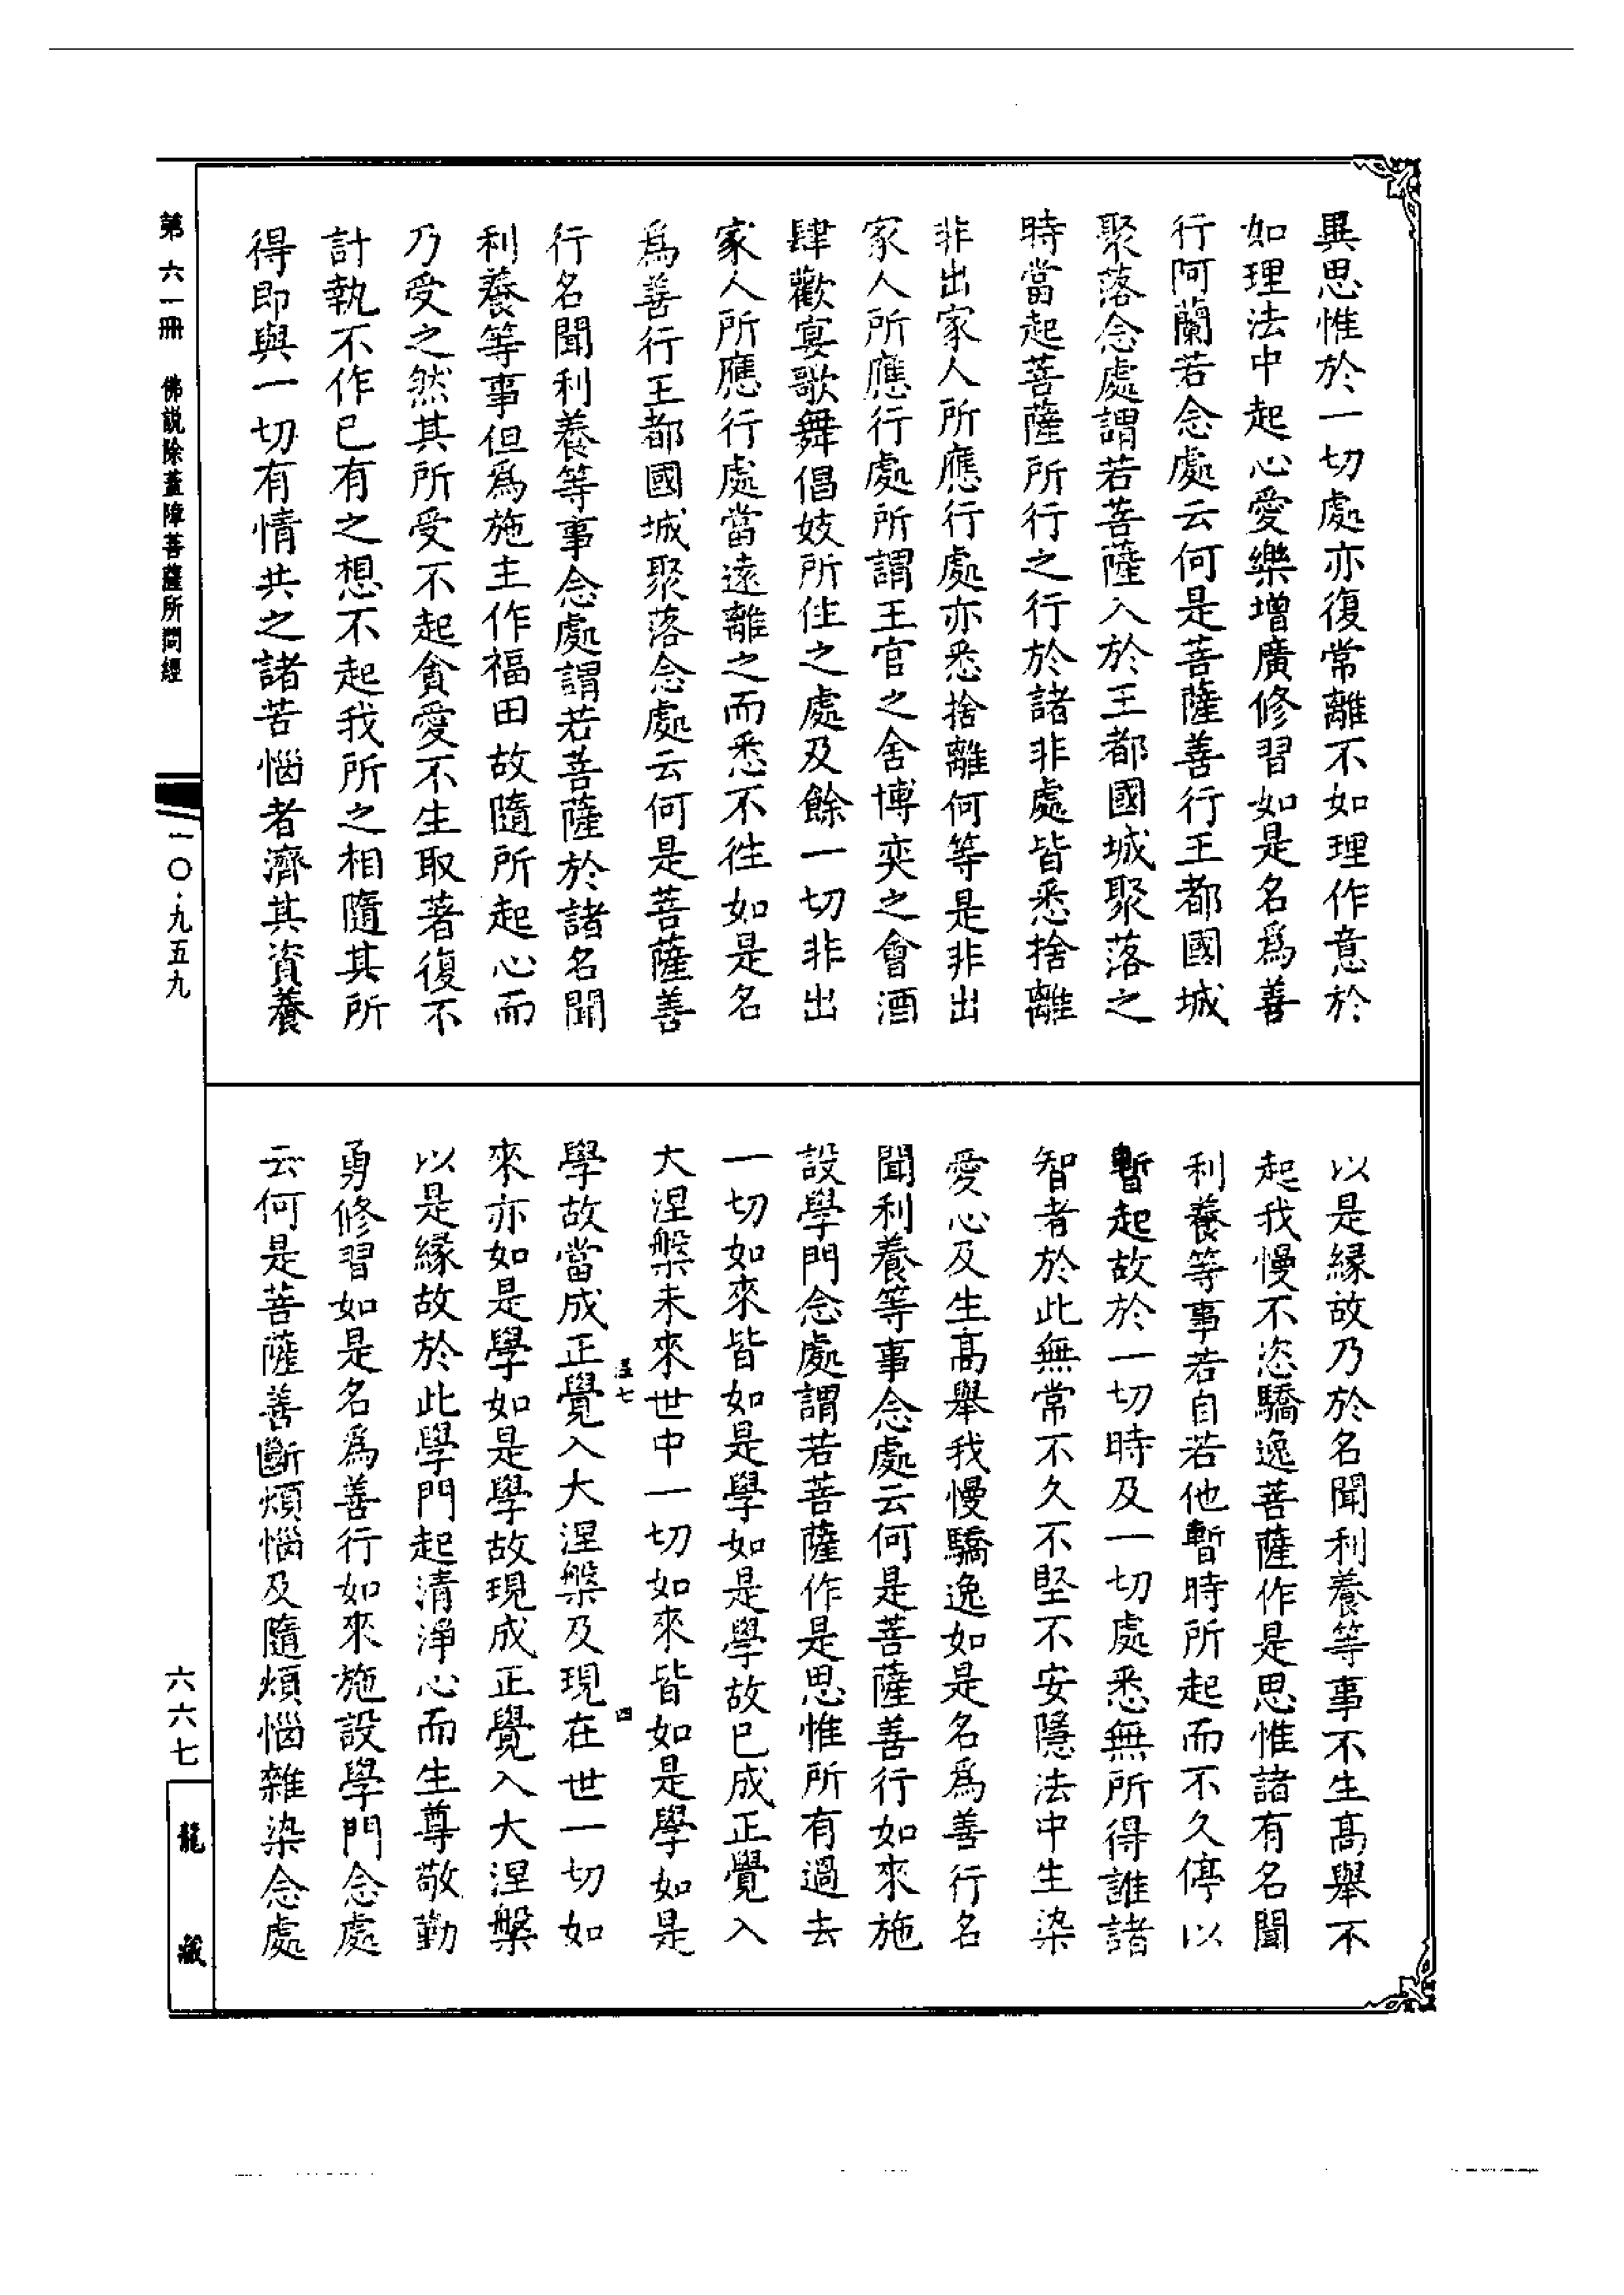 異思惟於一切處亦復常離不如理作意於
如理法中起心愛樂增廣修習如是名爲善
行阿蘭若念處云何是菩薩善行王都國城
聚落念處謂若菩薩入於王都國城聚落之
時當起菩薩所行之行於諸非處皆悉捨離
非出家人所應行處亦悉捨離何等是非出
家人所應行處所謂王官之舍博奕之會酒
肆歡宴歌舞倡妓所住之處及餘一切非出
家人所應行處當遠離之而悉不往如是名
爲善行王都國城聚落念處云何是菩薩善
行名聞利養等事念處謂若菩薩於諸名聞
利養等事但爲施主作福田故隨所起心而
乃受之然其所受不起貪愛不生取著復不
計執不作已有之想不起我所之相隨其所
得即與一切有情共之諸苦惱者濟其資養
以是緣故乃於名聞利養等事不生高舉不
起我慢不恣驕逸菩薩作是思惟諸有名聞
利養等事若自若他暫時所起而不久停以
暫起故於一切時及一切處悉無所得誰諸
智者於此無常不久不堅不安隱法中生染
愛心及生高舉我慢驕逸如是名爲善行名
聞利養等事念處云何是菩薩善行如來施
設學門念處謂若菩薩作是思惟所有過去
一切如來皆如是學如是學故已成正覺入
大涅槃未來世中一切如來皆如是學如是
學故當成正覺入大涅槃及現在世一切如
來亦如是學如是學故現成正覺入大涅槃
以是緣故於此學門起清淨心而生尊敬勤
勇修習如是名爲善行如來施設學門念處
云何是菩薩善斷煩惱及隨煩惱雜染念處
七
四
第六一冊　佛説除蓋障菩薩所問經
一〇·九五九
六六七
龍藏